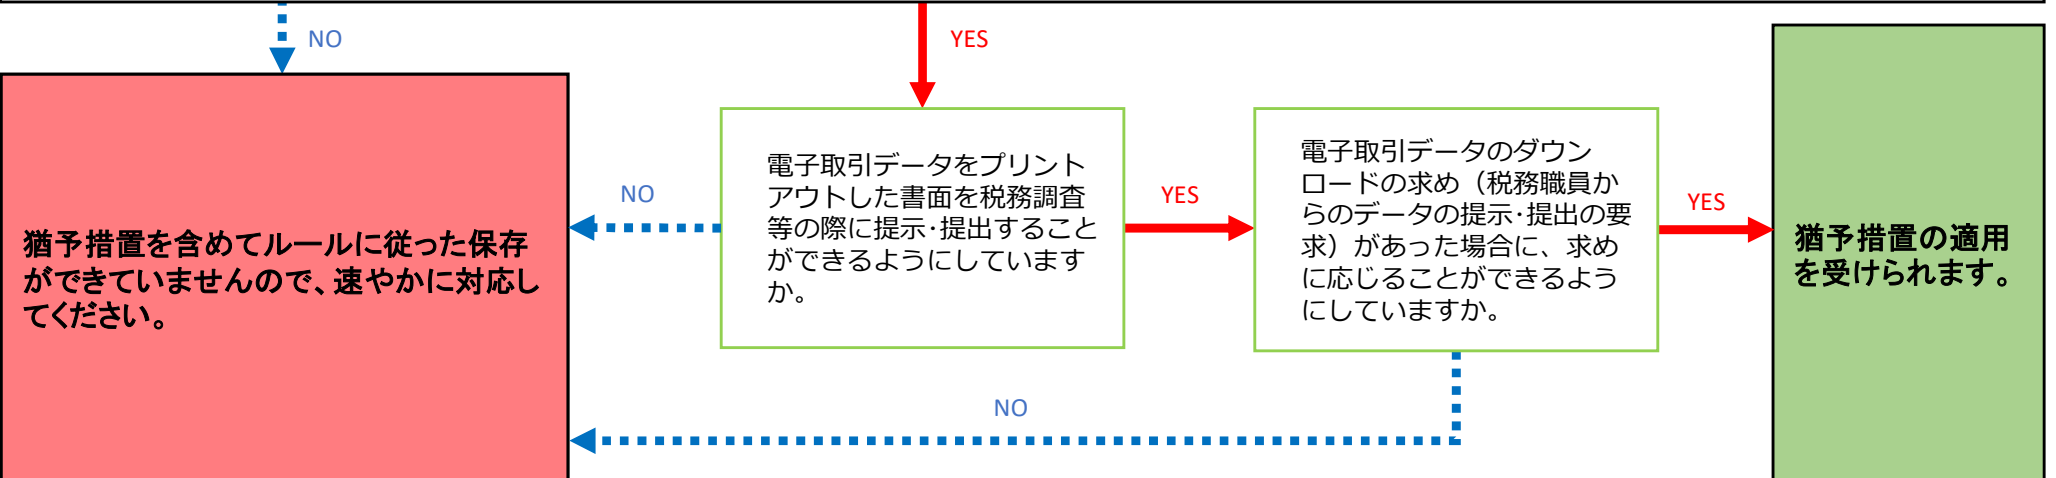 NO
YES
猶予措置を含めてルールに従った保存
ができていませんので、速やかに対応し
てください。
NO
電子取引データをプリント
アウトした書面を税務調査
等の際に提示･提出すること
ができるようにしています
か。
YES
電子取引データのダウン
ロードの求め（税務職員か
らのデータの提示･提出の要
求）があった場合に、求め
に応じることができるよう
にしていますか。
YES
猶予措置の適用
を受けられます。
NO